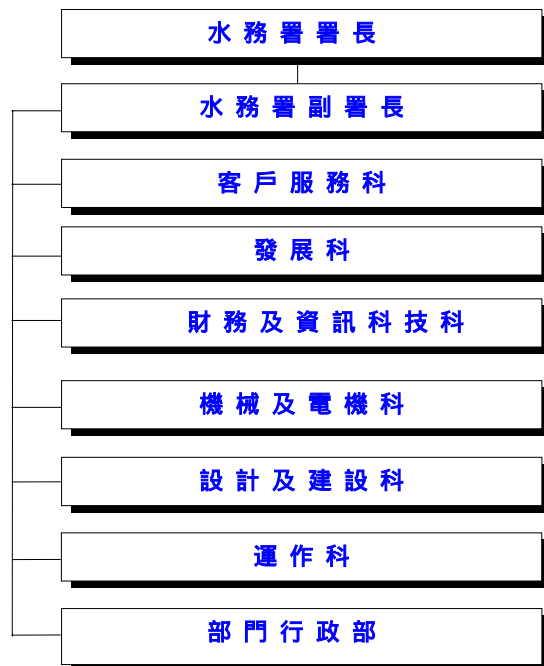 水務署署長
水務署副署長
客戶服務科
發展科
財務及資訊科技科
機械及電機科
設計及建設科
運作科
部門行政部